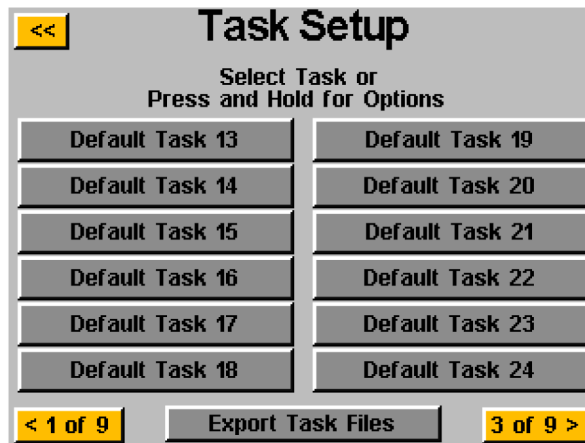 <<
Task Setup
Select Task or
Press and Hold for Options
Default Task 13
Default Task 14
Default Task 15
Default Task 16
Default Task 17
Default Task 18
Default Task 19
Default Task 20
Default Task 21
Default Task 22
Default Task 23
Default Task 24
< 1 of 9
Export Task Files
3 of 9 >